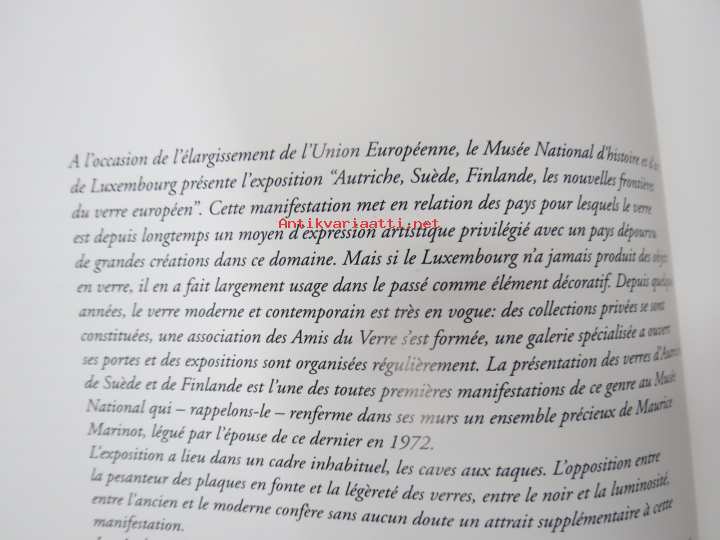 A l'occasion de l'élargissement de l'Union Européenne, le Musée National d'histoire et d'art
de Luxembourg présente l'exposition "Autriche, Suède, Finlande, les nouvelles frontières
du verre européen". Cette manifestation met en relation des pays pour lesquels le verre
Antikvariaatti.net
est depuis longtemps un moyen d'expression artistique privilégié avec un pays dépourvu
de grandes créations dans ce domaine. Mais si le Luxembourg n'a jamais produit des objets
en verre, il en a fait largement usage dans le passé comme élément décoratif. Depuis quelques
années, le verre moderne et contemporain est très en vogue: des collections privées se sont
constituées, une association des Amis du Verre s'est formée, une galerie spécialisée a ouvert
ses portes et des expositions sont organisées régulièrement. La présentation des verres d'Autriche,
de Suède et de Finlande est l'une des toutes premières manifestations de ce genre au Musée
National qui – rappelons-le – renferme dans ses murs un ensemble précieux de Maurice
Marinot, légué par l'épouse de ce dernier en 1972.
L'exposition a lieu dans un cadre inhabituel, les caves aux taques. L'opposition entre
la pesanteur des plaques en fonte et la légèreté des verres, entre le noir et la luminosité,
entre l'ancien et le moderne confère sans aucun doute un attrait supplémentaire à cette
manifestation.